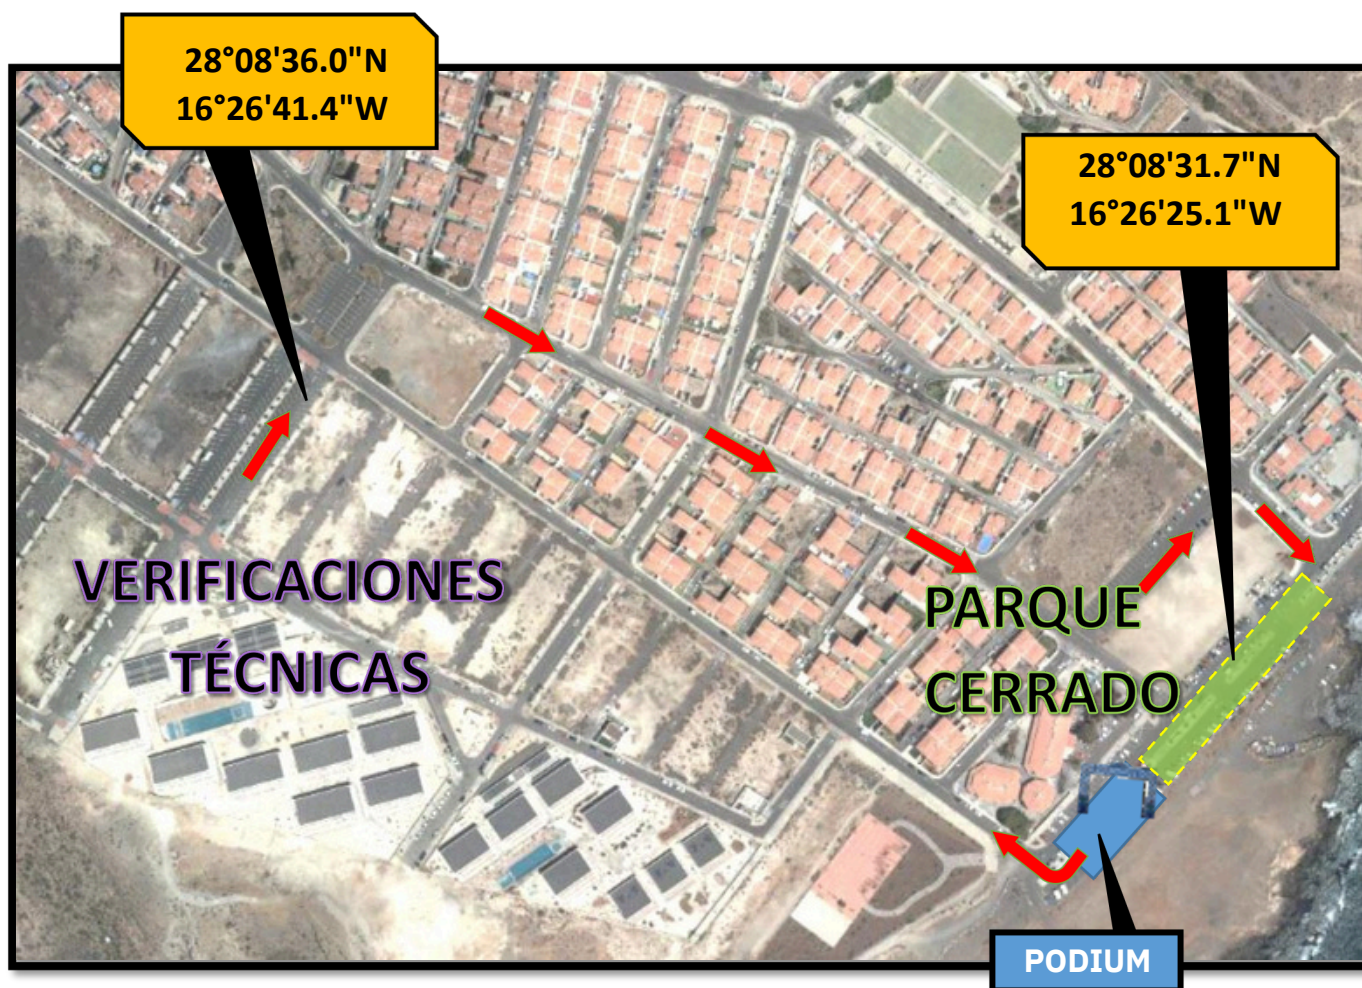 28°08'36.0"N
16°26'41.4"W
28°08'31.7"N
16°26'25.1"W
VERIFICACIONES
TÉCNICAS
PARQUE
CERRADO
PODIUM